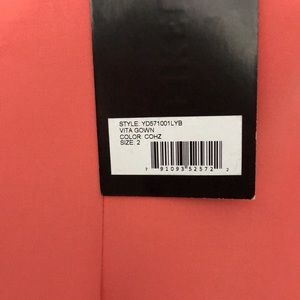 STYLE: YD571001LYB
VITA GOWN
COLOR: COHZ
SIZE: 2
7 91093 52572 2